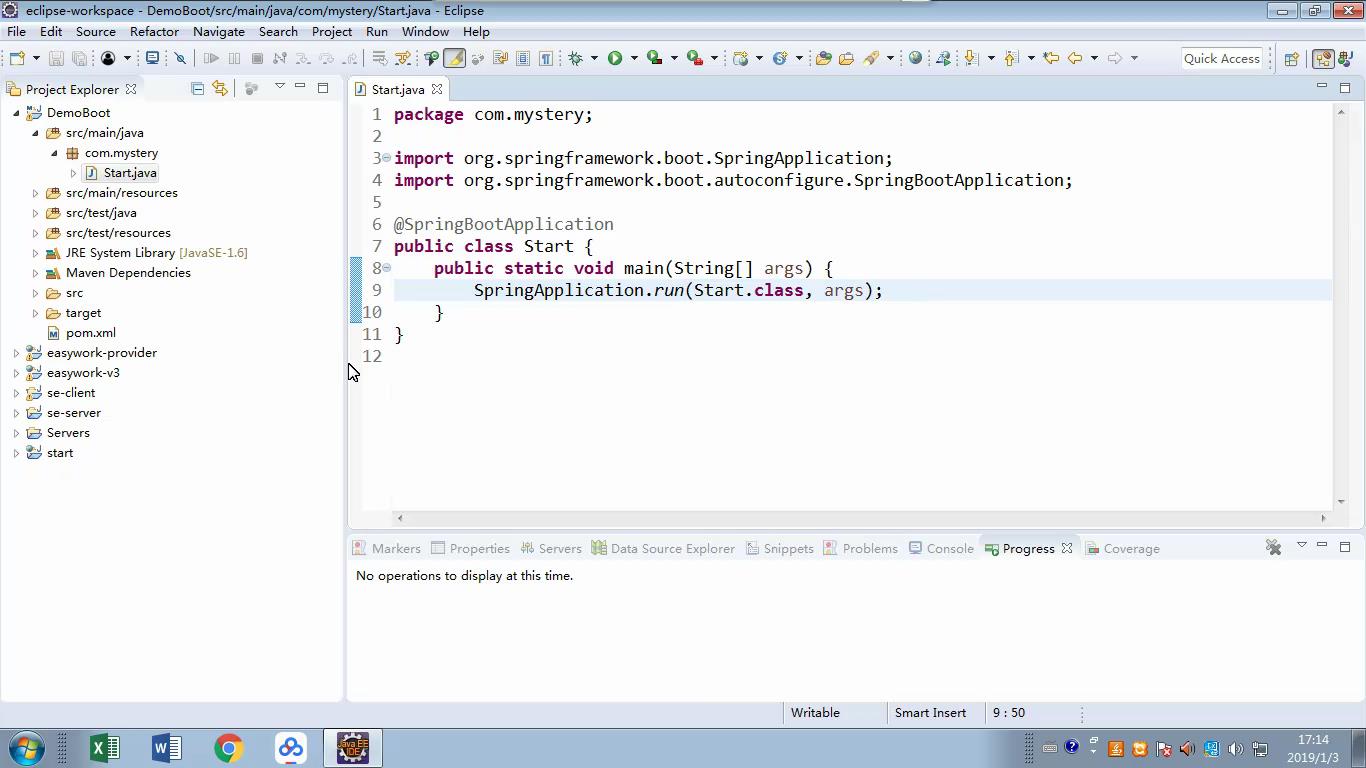 eclipse-workspace - DemoBoot/src/main/java/com/mystery/Start.java - Eclipse
File Edit Source Refactor Navigate Search Project Run Window Help
Quick Access
Project Explorer
Start.java
DemoBoot
src/main/java
com.mystery
Start.java
src/main/resources
src/test/java
src/test/resources
JRE System Library [JavaSE-1.6]
Maven Dependencies
src
target
pom.xml
easywork-provider
easywork-v3
se-client
se-server
Servers
start
1 package com.mystery;
2
3 import org.springframework.boot.SpringApplication;
4 import org.springframework.boot.autoconfigure.SpringBootApplication;
5
6 @SpringBootApplication
7 public class Start {
8 public static void main(String[] args) {
9 SpringApplication.run(Start.class, args);
10 }
11 }
12
Markers Properties Servers Data Source Explorer Snippets Problems Console Progress Coverage
No operations to display at this time.
Writable Smart Insert 9 : 50
Java EE
IDE
17:14
2019/1/3